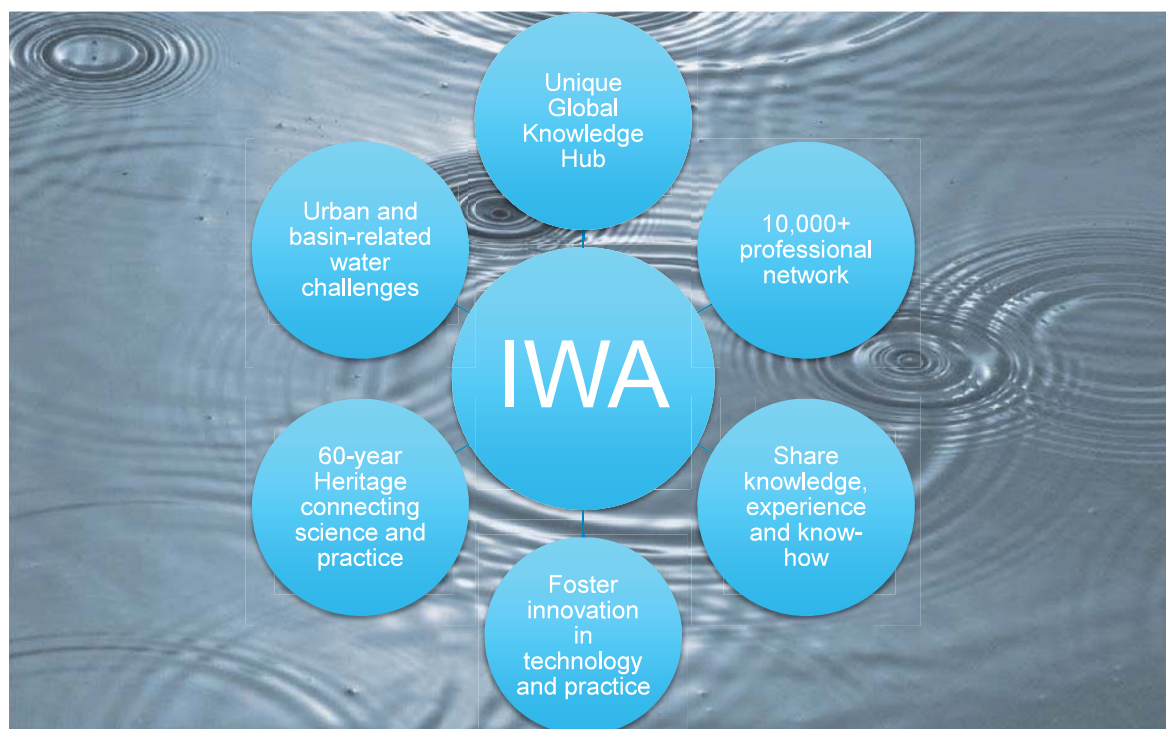 Unique
Global
Knowledge
Hub
10,000+
professional
network
Share
knowledge,
experience
and know-
how
Foster
innovation
in
technology
and practice
60-year
Heritage
connecting
science and
practice
Urban and
basin-related
water
challenges
IWA